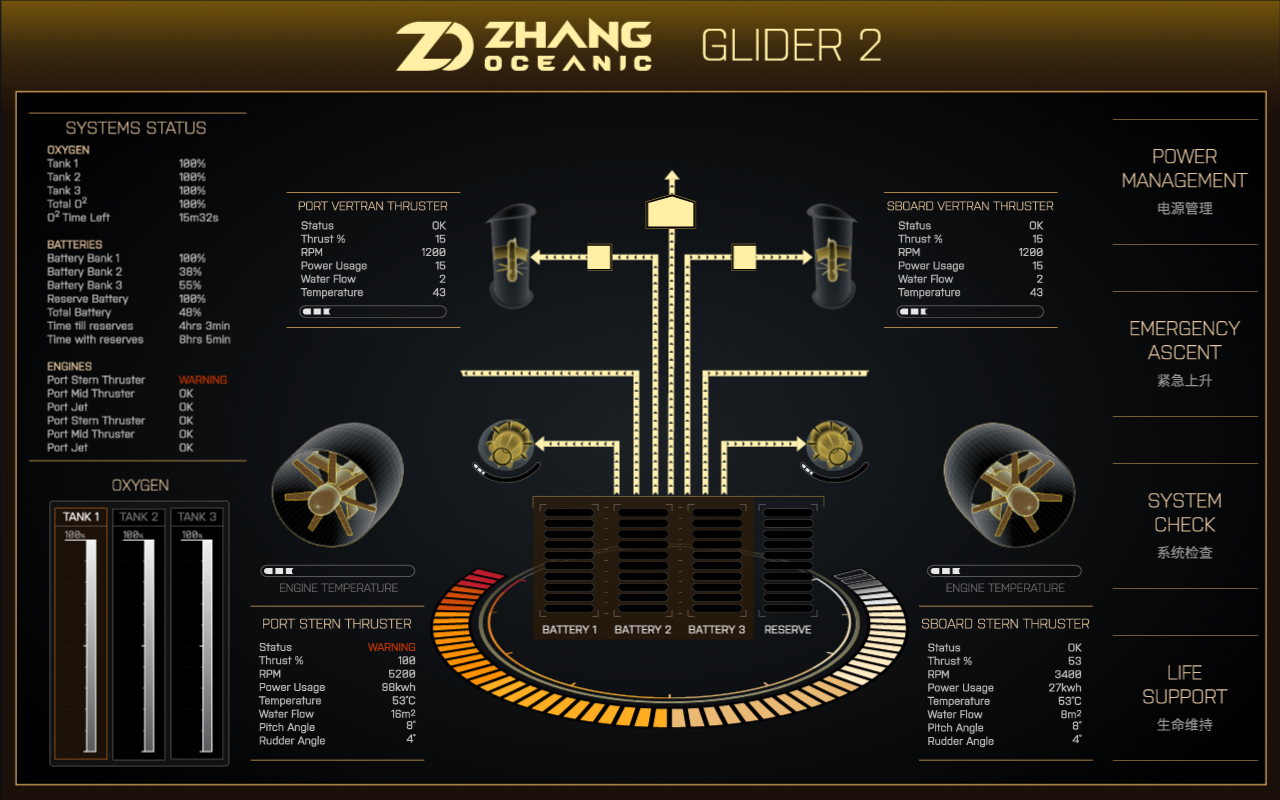 ZHANG
OCEANIC
GLIDER 2
SYSTEMS STATUS
OXYGEN
Tank 1 100%
Tank 2 100%
Tank 3 100%
Total O² 100%
O² Time Left 15m32s
BATTERIES
Battery Bank 1 100%
Battery Bank 2 38%
Battery Bank 3 55%
Reserve Battery 100%
Total Battery 48%
Time till reserves 4hrs 3min
Time with reserves 8hrs 5min
ENGINES
Port Stern Thruster WARNING
Port Mid Thruster OK
Port Jet OK
Port Stern Thruster OK
Port Mid Thruster OK
Port Jet OK
OXYGEN
TANK 1 TANK 2 TANK 3
100% 100% 100%
PORT VERTRAN THRUSTER
Status OK
Thrust % 15
RPM 1200
Power Usage 15
Water Flow 2
Temperature 43
SBOARD VERTRAN THRUSTER
Status OK
Thrust % 15
RPM 1200
Power Usage 15
Water Flow 2
Temperature 43
ENGINE TEMPERATURE
PORT STERN THRUSTER
Status WARNING
Thrust % 100
RPM 5200
Power Usage 98kwh
Temperature 53°C
Water Flow 16m²
Pitch Angle 8°
Rudder Angle 4°
BATTERY 1 BATTERY 2 BATTERY 3 RESERVE
ENGINE TEMPERATURE
SBOARD STERN THRUSTER
Status OK
Thrust % 53
RPM 3400
Power Usage 27kwh
Temperature 53°C
Water Flow 8m²
Pitch Angle 8°
Rudder Angle 4°
POWER
MANAGEMENT
电源管理
EMERGENCY
ASCENT
紧急上升
SYSTEM
CHECK
系统检查
LIFE
SUPPORT
生命维持